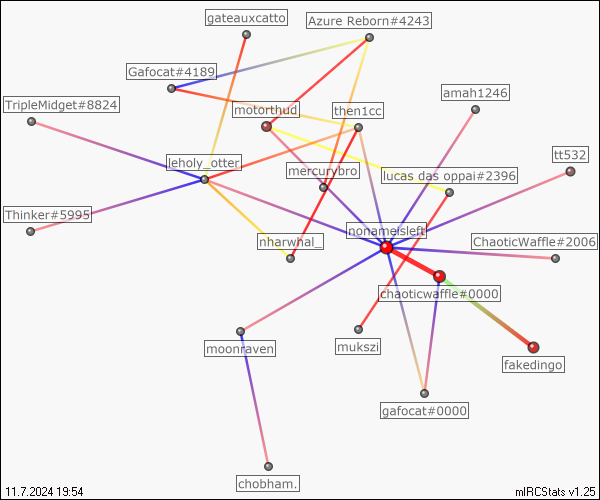 gateauxcatto
Azure Reborn#4243
Gafocat#4189
amah1246
TripleMidget#8824
motorthud
then1cc
tt532
leholy_otter
mercurybro
lucas das oppai#2396
Thinker#5995
nonameisleft
nharwhal_
ChaoticWaffle#2006
chaoticwaffle#0000
moonraven
mukszi
fakedingo
gafocat#0000
chobham.
11.7.2024 19:54
mIRCStats v1.25